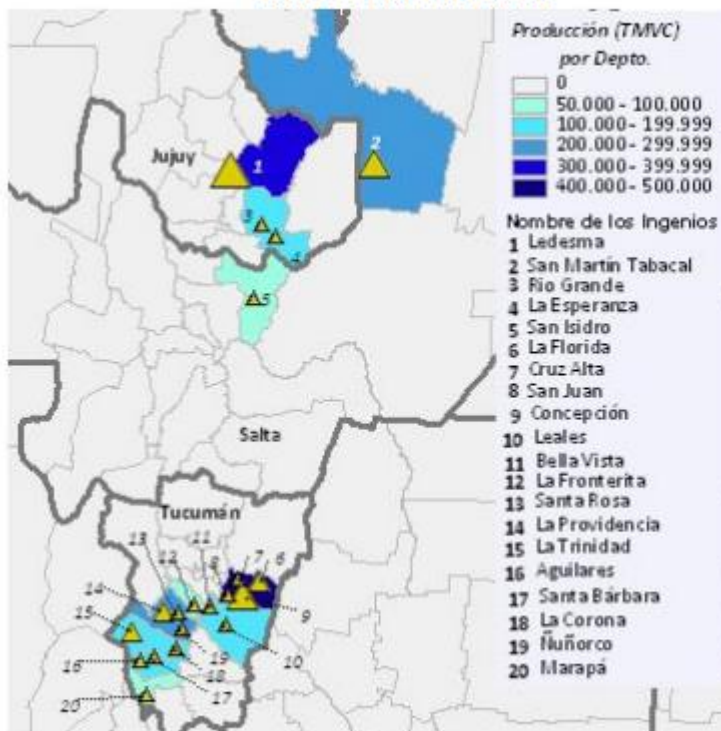 Producción (TMVC)
por Depto.
0
50.000 - 100.000
100.000 - 199.999
200.000 - 299.999
300.000 - 399.999
400.000 - 500.000
Nombre de los Ingenios
1 Ledesma
2 San Martín Tabacal
3 Rio Grande
4 La Esperanza
5 San Isidro
6 La Florida
7 Cruz Alta
8 San Juan
9 Concepción
10 Leales
11 Bella Vista
12 La Fronterita
13 Santa Rosa
14 La Providencia
15 La Trinidad
16 Aguilares
17 Santa Bárbara
18 La Corona
19 Ñuñorco
20 Marapá
Jujuy
1
2
3
4
5
Salta
Tucumán
13
12
11
8
7
6
14
9
15
10
16
19
18
17
20